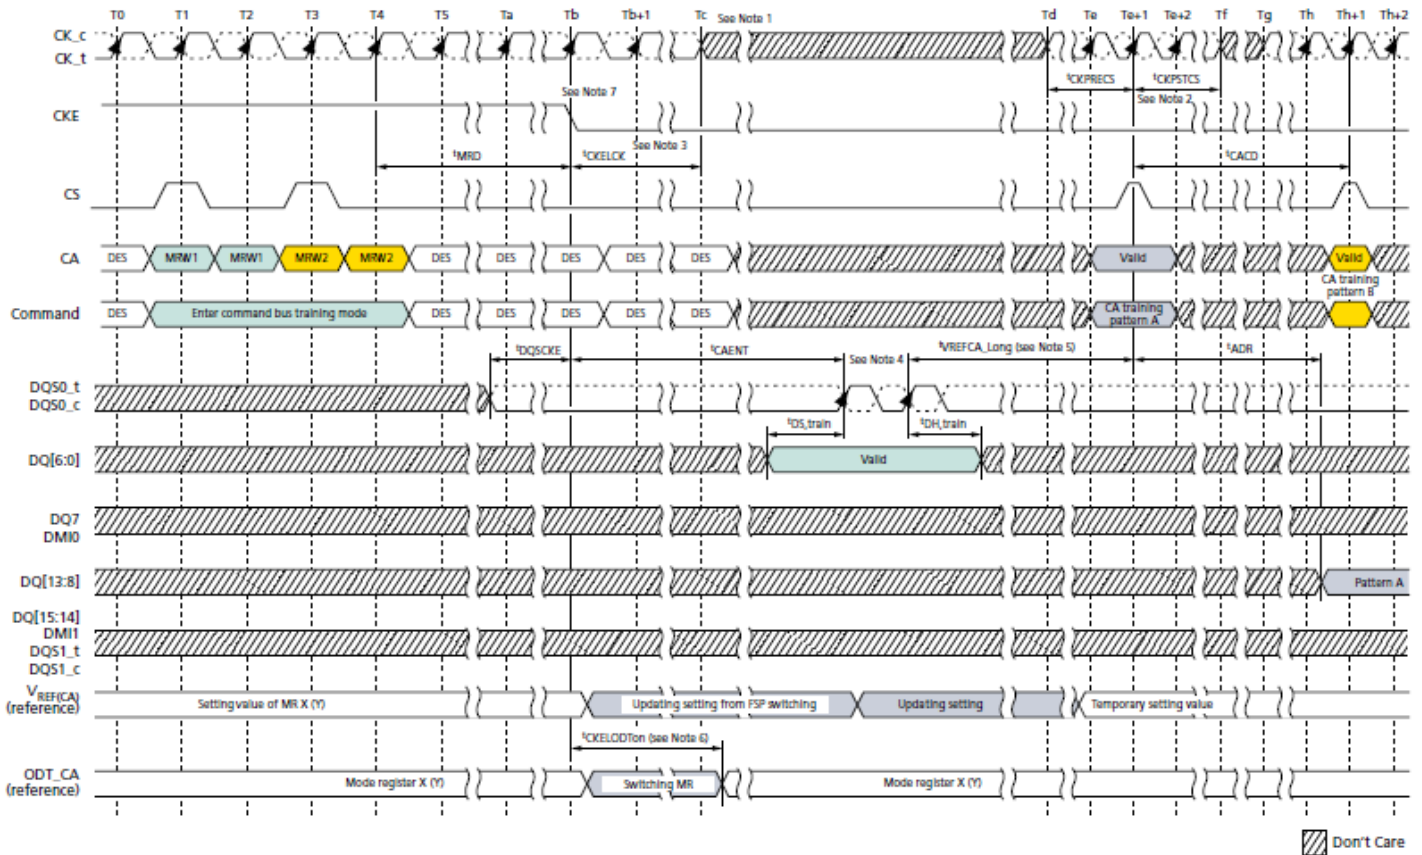 T0 T1 T2 T3 T4 T5 Ta Tb Tb+1 Tc See Note 1 Td Te Te+1 Te+2 Tf Tg Th Th+1 Th+2
CK_c
CK_t
tCKPRECS tCKPSTCS
See Note 7 See Note 2
CKE
See Note 3
tMRD tCKELCK tCACD
CS
CA DES MRW1 MRW1 MRW2 MRW2 DES DES DES DES DES Valid Valid
CA training
pattern B
Command DES Enter command bus training mode DES DES DES DES DES CA training
pattern A
tDQSCKE tCAENT See Note 4 tVREFCA_Long (see Note 5) tADR
DQS0_t
DQS0_c
tDS,train tDH,train
DQ[6:0] Valid
DQ7
DMI0
DQ[13:8] Pattern A
DQ[15:14]
DMI1
DQS1_t
DQS1_c
VREF(CA)
(reference) Setting value of MR X (Y) Updating setting from FSP switching Updating setting Temporary setting value
tCKELODTon (see Note 6)
ODT_CA
(reference) Mode register X (Y) Switching MR Mode register X (Y)
Don't Care